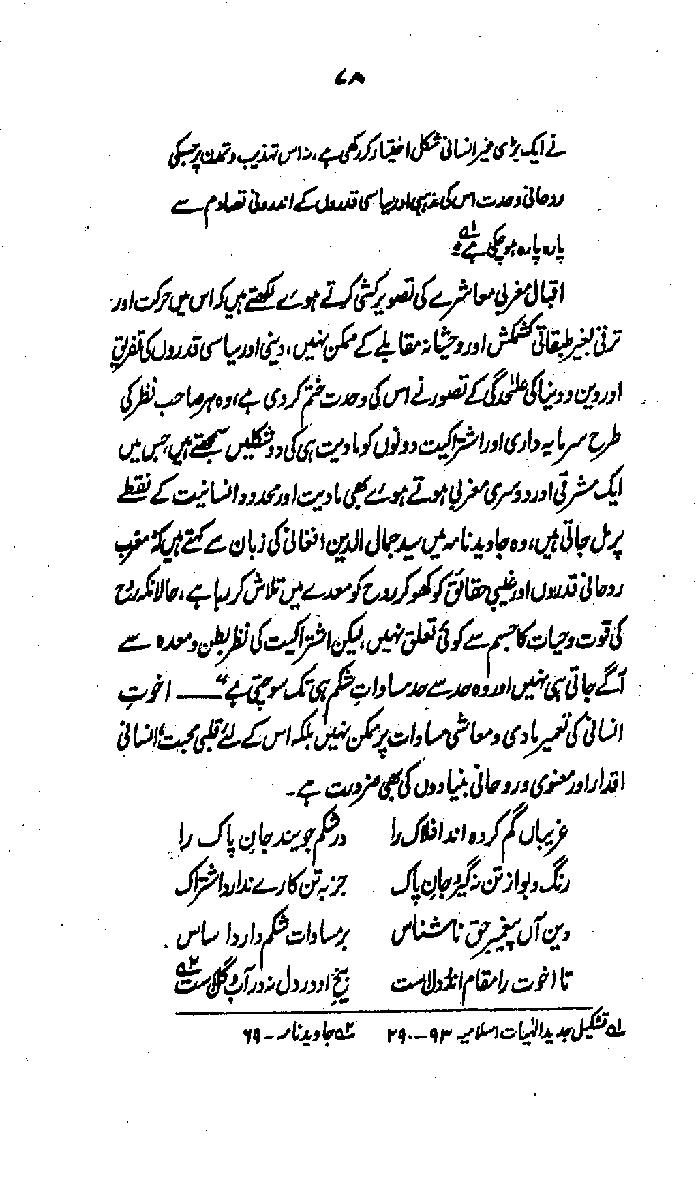 ۷۸
نے ایک بڑی غیر انسانی شکل اختیار کر رکھی ہے، نہ اس تہذیب و تمدن پر جسکی
روحانی وحدت اس کی مذہبی اور سیاسی قدروں کے اندرونی تصادم سے
پارہ پارہ ہو چکی ہے ۱؎
اقبال مغربی معاشرے کی تصویر کشی کرتے ہوئے لکھتے ہیں کہ اس میں حرکت اور
ترقی بغیر طبقاتی کشمکش اور وحشیانہ مقابلے کے ممکن نہیں، دینی اور سیاسی قدروں کی تفریق
اور دین و دنیا کی علٰحدگی کے تصور نے اس کی وحدت ختم کر دی ہے، وہ ہر صاحب نظر کی
طرح سرمایہ داری اور اشتراکیت دونوں کو مادیت ہی کی دو شکلیں سمجھتے ہیں، جس میں
ایک مشرقی اور دوسری مغربی ہوتے ہوئے بھی مادیت اور محدود انسانیت کے نقطے
پر مل جاتی ہیں، وہ جاوید نامہ میں سید جمال الدین افغانی کی زبان سے کہتے ہیں کہ "مغرب
روحانی قدروں اور غیبی حقائق کو کھو کر روح کو معدے میں تلاش کر رہا ہے، حالانکہ روح
کی قوت و حیات کا جسم سے کوئی تعلق نہیں، لیکن اشتراکیت کی نظر بطن و معدہ سے
آگے جاتی ہی نہیں اور وہ حد سے حد مساواتِ شکم ہی تک سوچتی ہے" ــــــ اخوتِ
انسانی کی تعمیر مادی و معاشی مساوات پر ممکن نہیں بلکہ اس کے لئے قلبی محبت، انسانی
اقدار اور معنوی و روحانی بنیادوں کی بھی ضرورت ہے۔
غربیاں گم کردہ اند افلاک را در شکم جویند جانِ پاک را
رنگ و بو از تن نہ گیرد جانِ پاک جز بہ تن کارے ندارد اشتراک
دین آں پیغمبرِ حق ناشناس بر مساوات شکم دارد اساس
تا اخوت را مقام اندر دل است بیخِ او در دل نہ در آب و گل است ۲؎
۱؎ تشکیل جدید الٰہیات اسلامیہ ۹۳-۲۹۰ ۲؎ جاوید نامہ - ۶۹